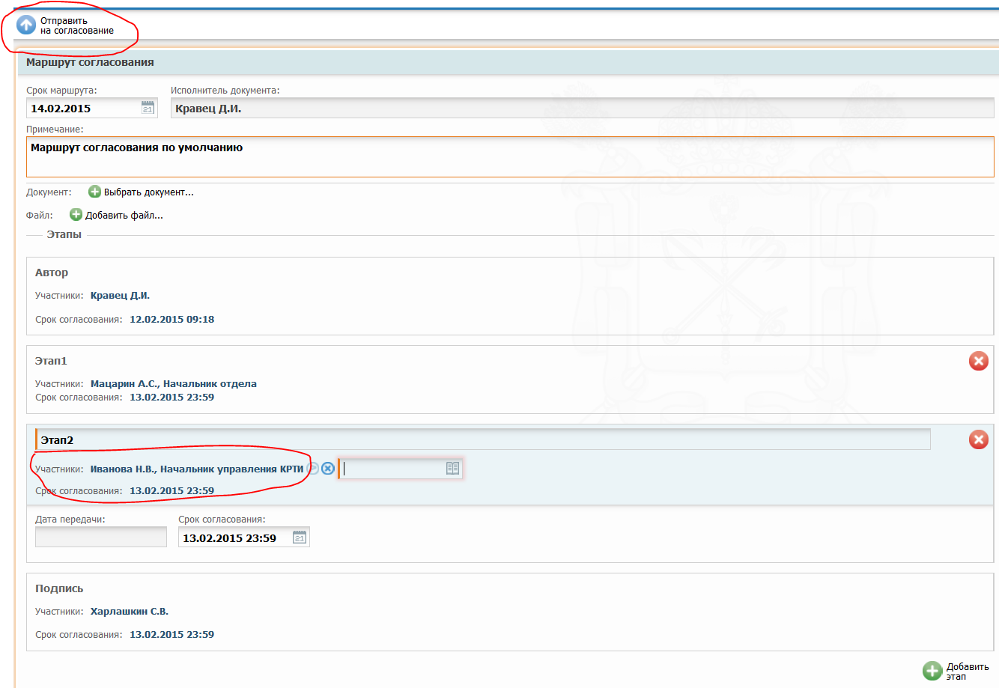 Отправить
на согласование
Маршрут согласования
Срок маршрута: Исполнитель документа:
14.02.2015 21 Кравец Д.И.
Примечание:
Маршрут согласования по умолчанию
Документ: Выбрать документ...
Файл: Добавить файл...
Этапы
Автор
Участники: Кравец Д.И.
Срок согласования: 12.02.2015 09:18
Этап1
Участники: Мацарин А.С., Начальник отдела
Срок согласования: 13.02.2015 23:59
Этап2
Участники: Иванова Н.В., Начальник управления КРТИ
Срок согласования: 13.02.2015 23:59
Дата передачи: Срок согласования:
13.02.2015 23:59 21
Подпись
Участники: Харлашкин С.В.
Срок согласования: 13.02.2015 23:59
Добавить
этап